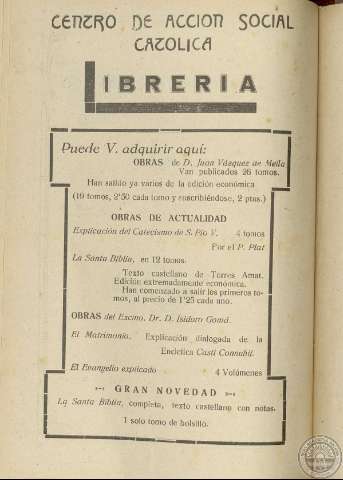 CENTRO DE ACCION SOCIAL
CATOLICA
LIBRERIA
Puede V. adquirir aquí:
OBRAS de D. Juan Vázquez de Mella
Van publicados 26 tomos.
Han salido ya varios de la edición económica
(19 tomos, 2'50 cada tomo y suscribiéndose, 2 ptas.)
OBRAS DE ACTUALIDAD
Explicación del Catecismo de S. Pío V. 4 tomos
Por el P. Plat
La Santa Biblia, en 12 tomos.
Texto castellano de Torres Amat.
Edición extremadamente económica.
Han comenzado a salir los primeros to-
mos, al precio de 1'25 cada uno.
OBRAS del Excmo. Dr. D. Isidoro Gomá.
El Matrimonio. Explicación dialogada de la
Encíclica Casti Connubii.
El Evangelio explicado 4 Volúmenes
GRAN NOVEDAD
La Santa Biblia, completa, texto castellano con notas.
1 solo tomo de bolsillo.